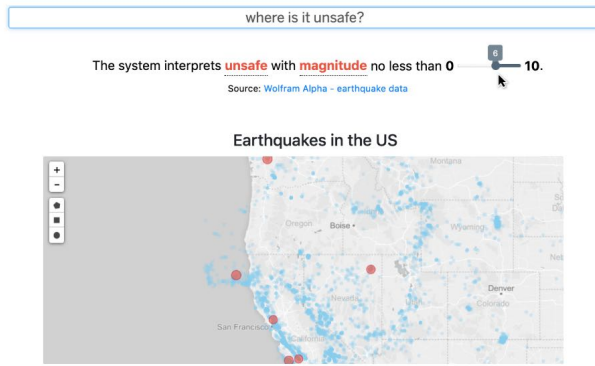 where is it unsafe?
6
The system interprets unsafe with magnitude no less than 0 10.
Source: Wolfram Alpha - earthquake data
Earthquakes in the US
+
−
Montana
Oregon
Boise
Wyoming
Denver
Nevada
Colorado
San Francisco
California